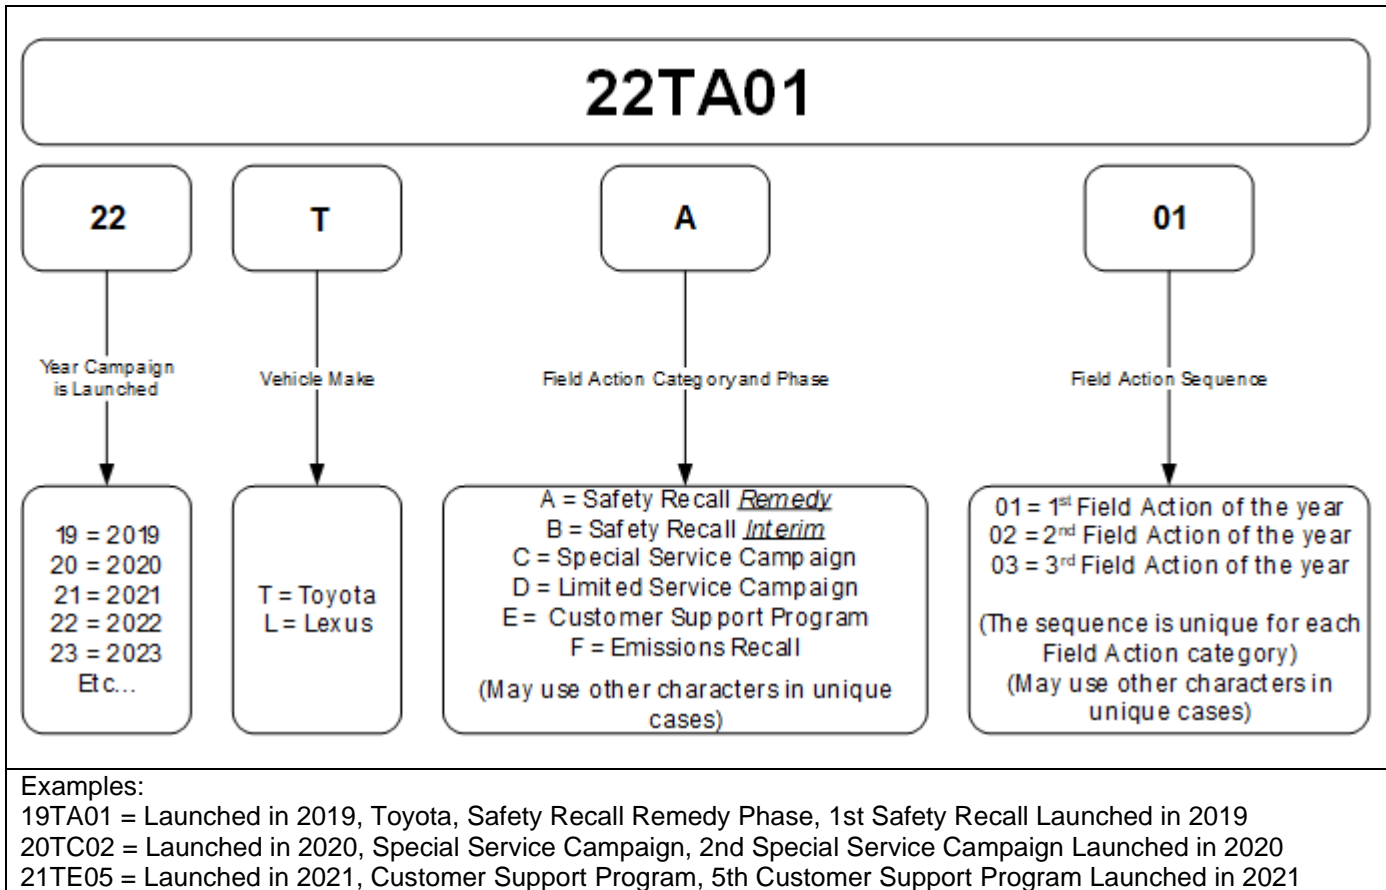 22TA01
22
T
A
01
Year Campaign
is Launched
Vehicle Make
Field Action Category and Phase
Field Action Sequence
19 = 2019
20 = 2020
21 = 2021
22 = 2022
23 = 2023
Etc...
T = Toyota
L = Lexus
A = Safety Recall Remedy
B = Safety Recall Interim
C = Special Service Campaign
D = Limited Service Campaign
E = Customer Support Program
F = Emissions Recall
(May use other characters in unique
cases)
01 = 1st Field Action of the year
02 = 2nd Field Action of the year
03 = 3rd Field Action of the year
(The sequence is unique for each
Field Action category)
(May use other characters in
unique cases)
Examples:
19TA01 = Launched in 2019, Toyota, Safety Recall Remedy Phase, 1st Safety Recall Launched in 2019
20TC02 = Launched in 2020, Special Service Campaign, 2nd Special Service Campaign Launched in 2020
21TE05 = Launched in 2021, Customer Support Program, 5th Customer Support Program Launched in 2021